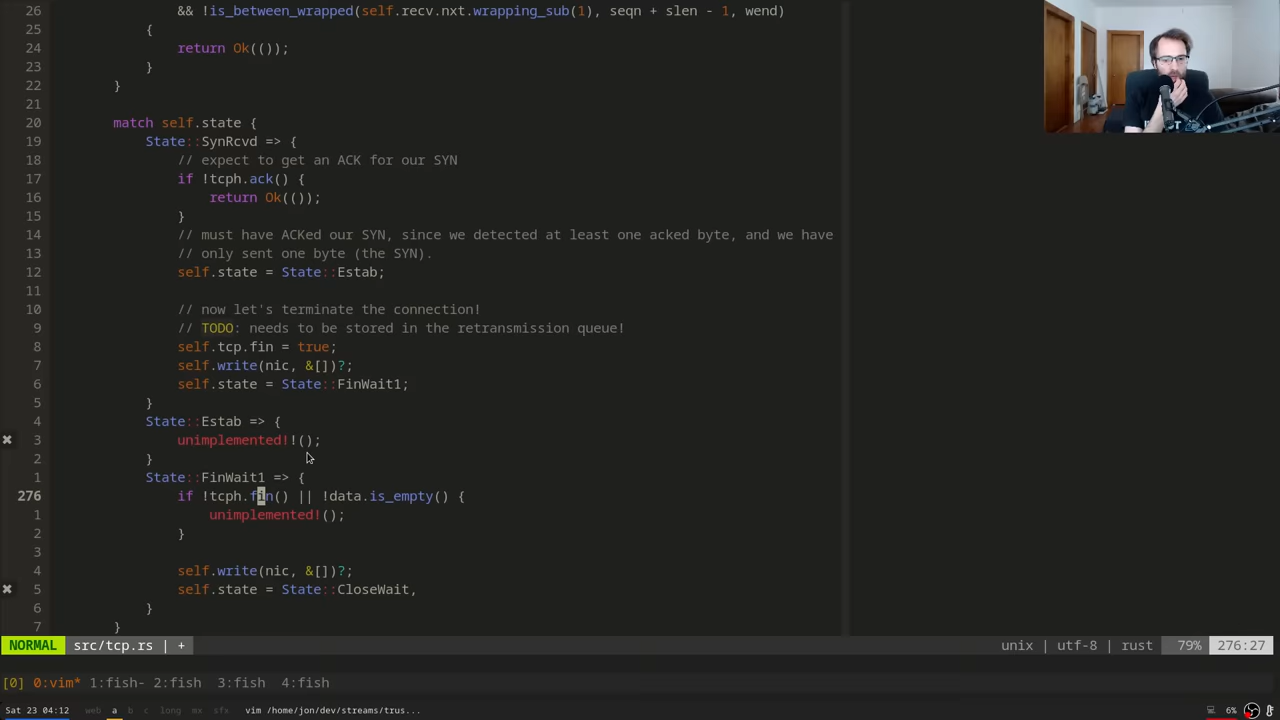 26 && !is_between_wrapped(self.recv.nxt.wrapping_sub(1), seqn + slen - 1, wend)
25 {
24 return Ok(());
23 }
22 }
21
20 match self.state {
19 State::SynRcvd => {
18 // expect to get an ACK for our SYN
17 if !tcph.ack() {
16 return Ok(());
15 }
14 // must have ACKed our SYN, since we detected at least one acked byte, and we have
13 // only sent one byte (the SYN).
12 self.state = State::Estab;
11
10 // now let's terminate the connection!
9 // TODO: needs to be stored in the retransmission queue!
8 self.tcp.fin = true;
7 self.write(nic, &[])?;
6 self.state = State::FinWait1;
5 }
4 State::Estab => {
3 unimplemented!!();
2 }
1 State::FinWait1 => {
276 if !tcph.fin() || !data.is_empty() {
1 unimplemented!();
2 }
3
4 self.write(nic, &[])?;
5 self.state = State::CloseWait,
6 }
7 }
NORMAL src/tcp.rs | + unix | utf-8 | rust 79% 276:27
[0] 0:vim* 1:fish- 2:fish 3:fish 4:fish
Sat 23 04:12 web a b c long mx sfx vim /home/jon/dev/streams/trus... 6%